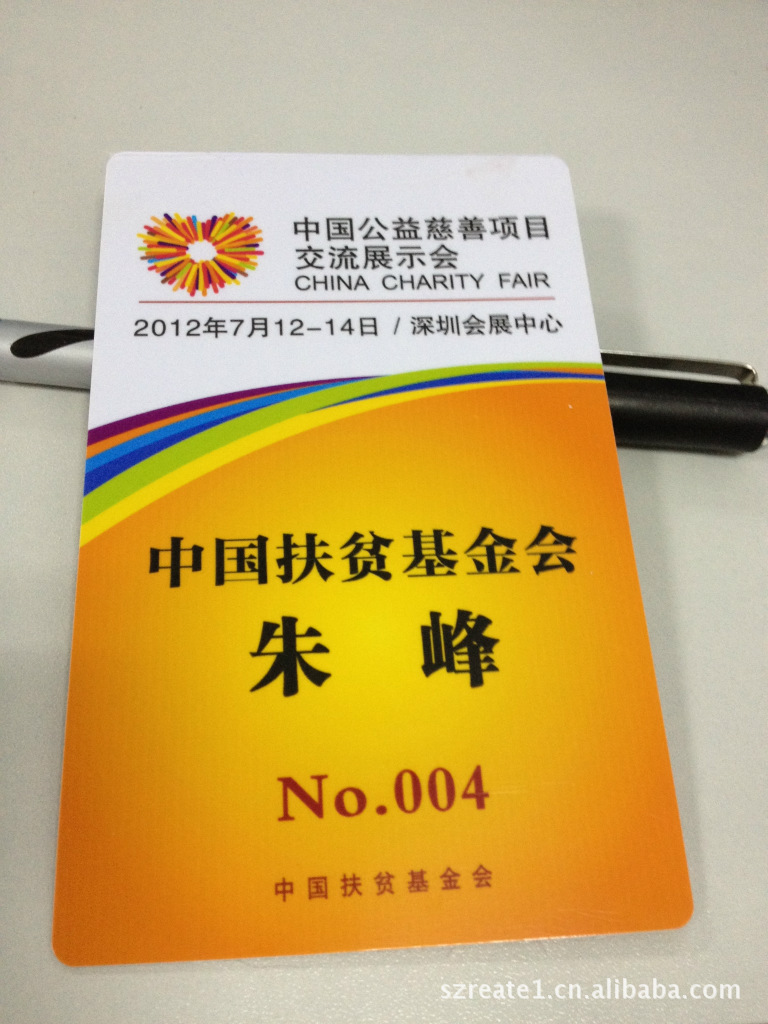 中国公益慈善项目
交流展示会
CHINA CHARITY FAIR
2012年7月12-14日 / 深圳会展中心
中国扶贫基金会
朱 峰
No.004
中国扶贫基金会
szreate1.cn.alibaba.com